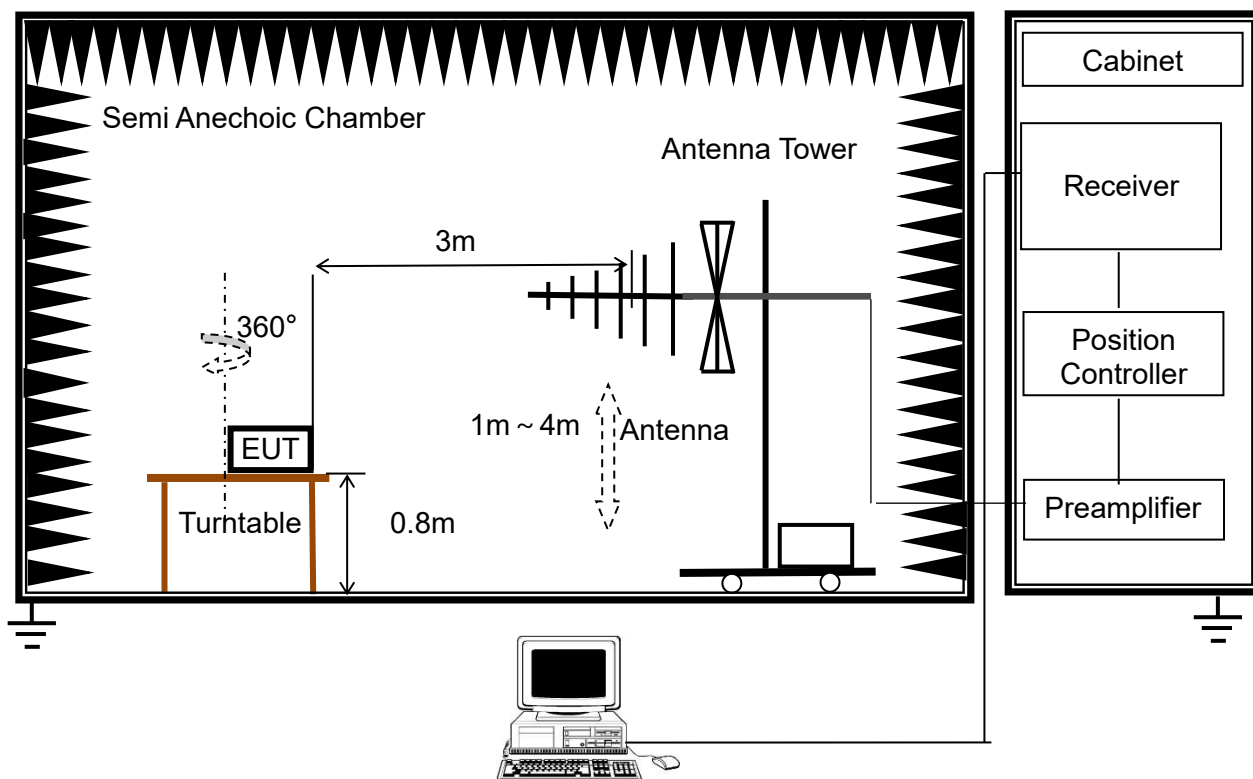 Cabinet
Semi Anechoic Chamber
Antenna Tower
Receiver
3m
360°
Position
Controller
1m ~ 4m
Antenna
EUT
Turntable
0.8m
Preamplifier